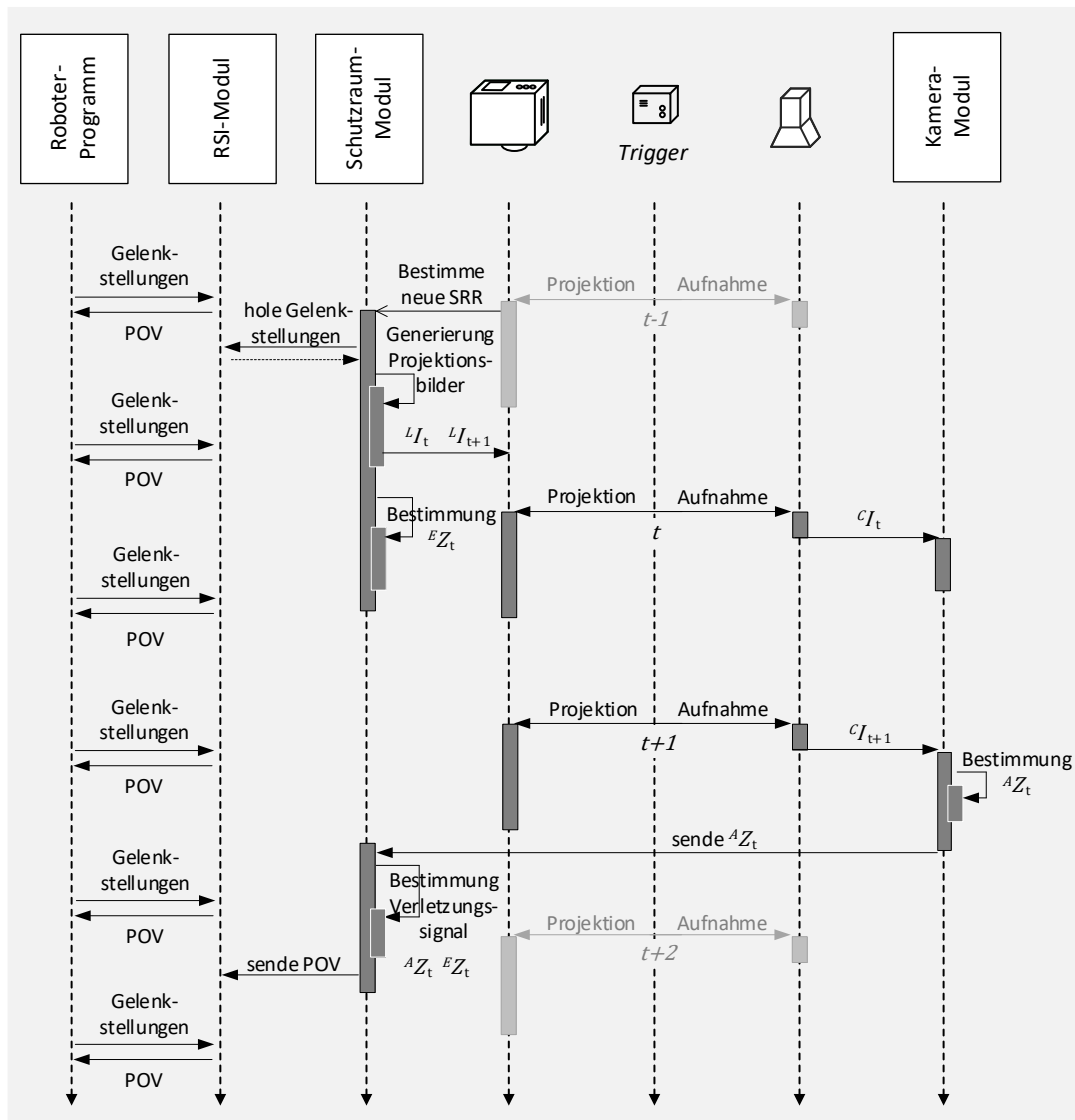 Roboter-
Programm
RSI-Modul
Schutzraum-
Modul
Trigger
Kamera-
Modul
Gelenk-
stellungen
POV
hole Gelenk-
stellungen
Bestimme
neue SRR
Projektion Aufnahme
t-1
Generierung
Projektions-
bilder
Gelenk-
stellungen
POV
ᴸIₜ ᴸIₜ₊₁
Bestimmung
ᴱZₜ
Projektion Aufnahme
t
ᶜIₜ
Gelenk-
stellungen
POV
Gelenk-
stellungen
POV
Projektion Aufnahme
t+1
ᶜIₜ₊₁
Bestimmung
ᴬZₜ
sende ᴬZₜ
Gelenk-
stellungen
POV
Bestimmung
Verletzungs-
signal
ᴬZₜ ᴱZₜ
Projektion Aufnahme
t+2
sende POV
Gelenk-
stellungen
POV